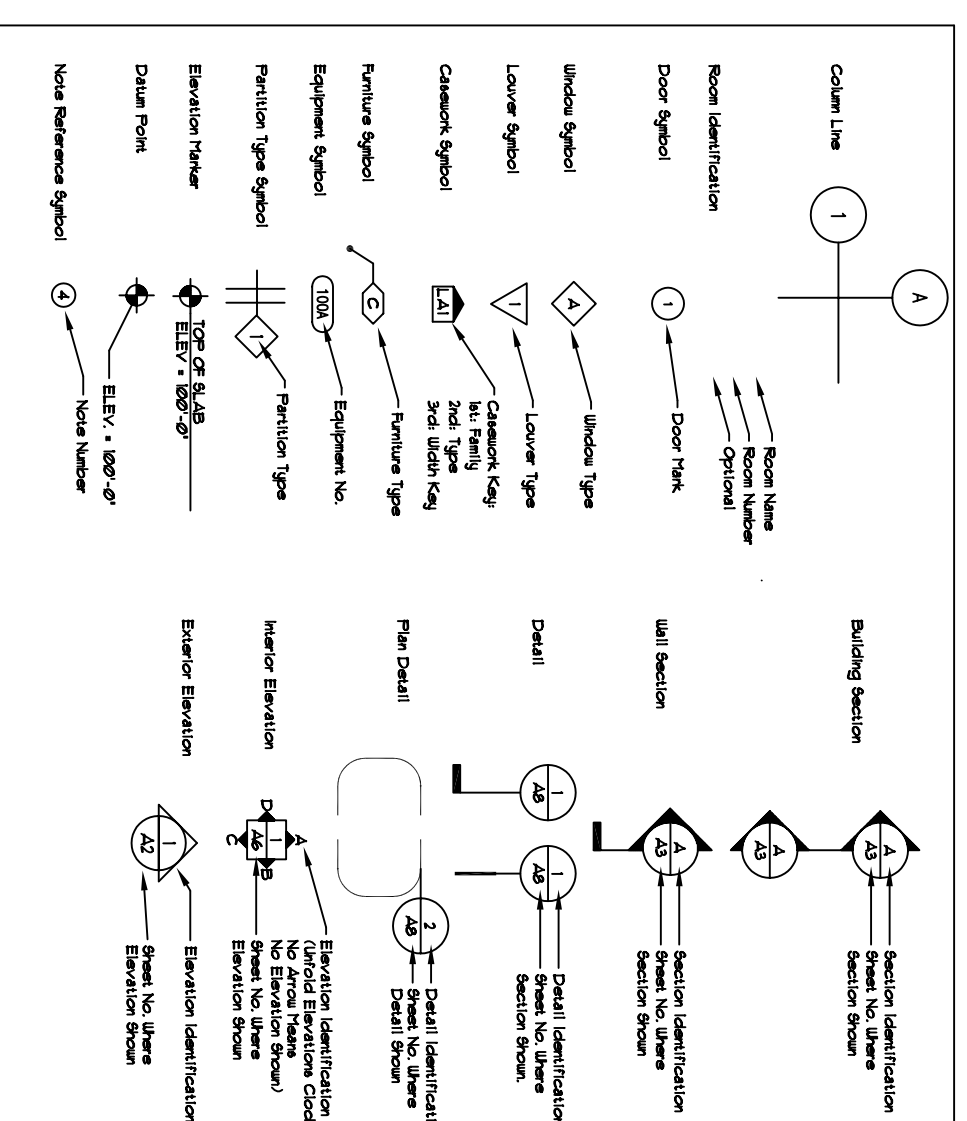 Column Line
1
A
Room Identification
Room Name
Room Number
Optional
Door Symbol
1
Door Mark
Window Symbol
A
Window Type
Louver Symbol
1
Louver Type
Casework Symbol
LA1
Casework Key:
1st: Family
2nd: Type
3rd: Width Key
Furniture Symbol
C
Furniture Type
Equipment Symbol
100A
Equipment No.
Partition Type Symbol
1
Partition Type
Elevation Marker
TOP OF SLAB
ELEV = 100'-0"
Datum Point
ELEV. = 100'-0"
Note Reference Symbol
4
Note Number
Building Section
A
A3
A
A3
Section Identification
Sheet No. Where
Section Shown
Wall Section
A
A3
Section Identification
Sheet No. Where
Section Shown
Detail
1
A8
1
A8
Detail Identification
Sheet No. Where
Section Shown.
Plan Detail
2
A8
Detail Identificati
Sheet No. Where
Detail Shown
Interior Elevation
A
D
1
B
A6
C
Elevation Identification
(Unfold Elevations Clock
No Arrow Means
No Elevation Shown)
Sheet No. Where
Elevation Shown
Exterior Elevation
1
A2
Elevation Identification
Sheet No. Where
Elevation Shown